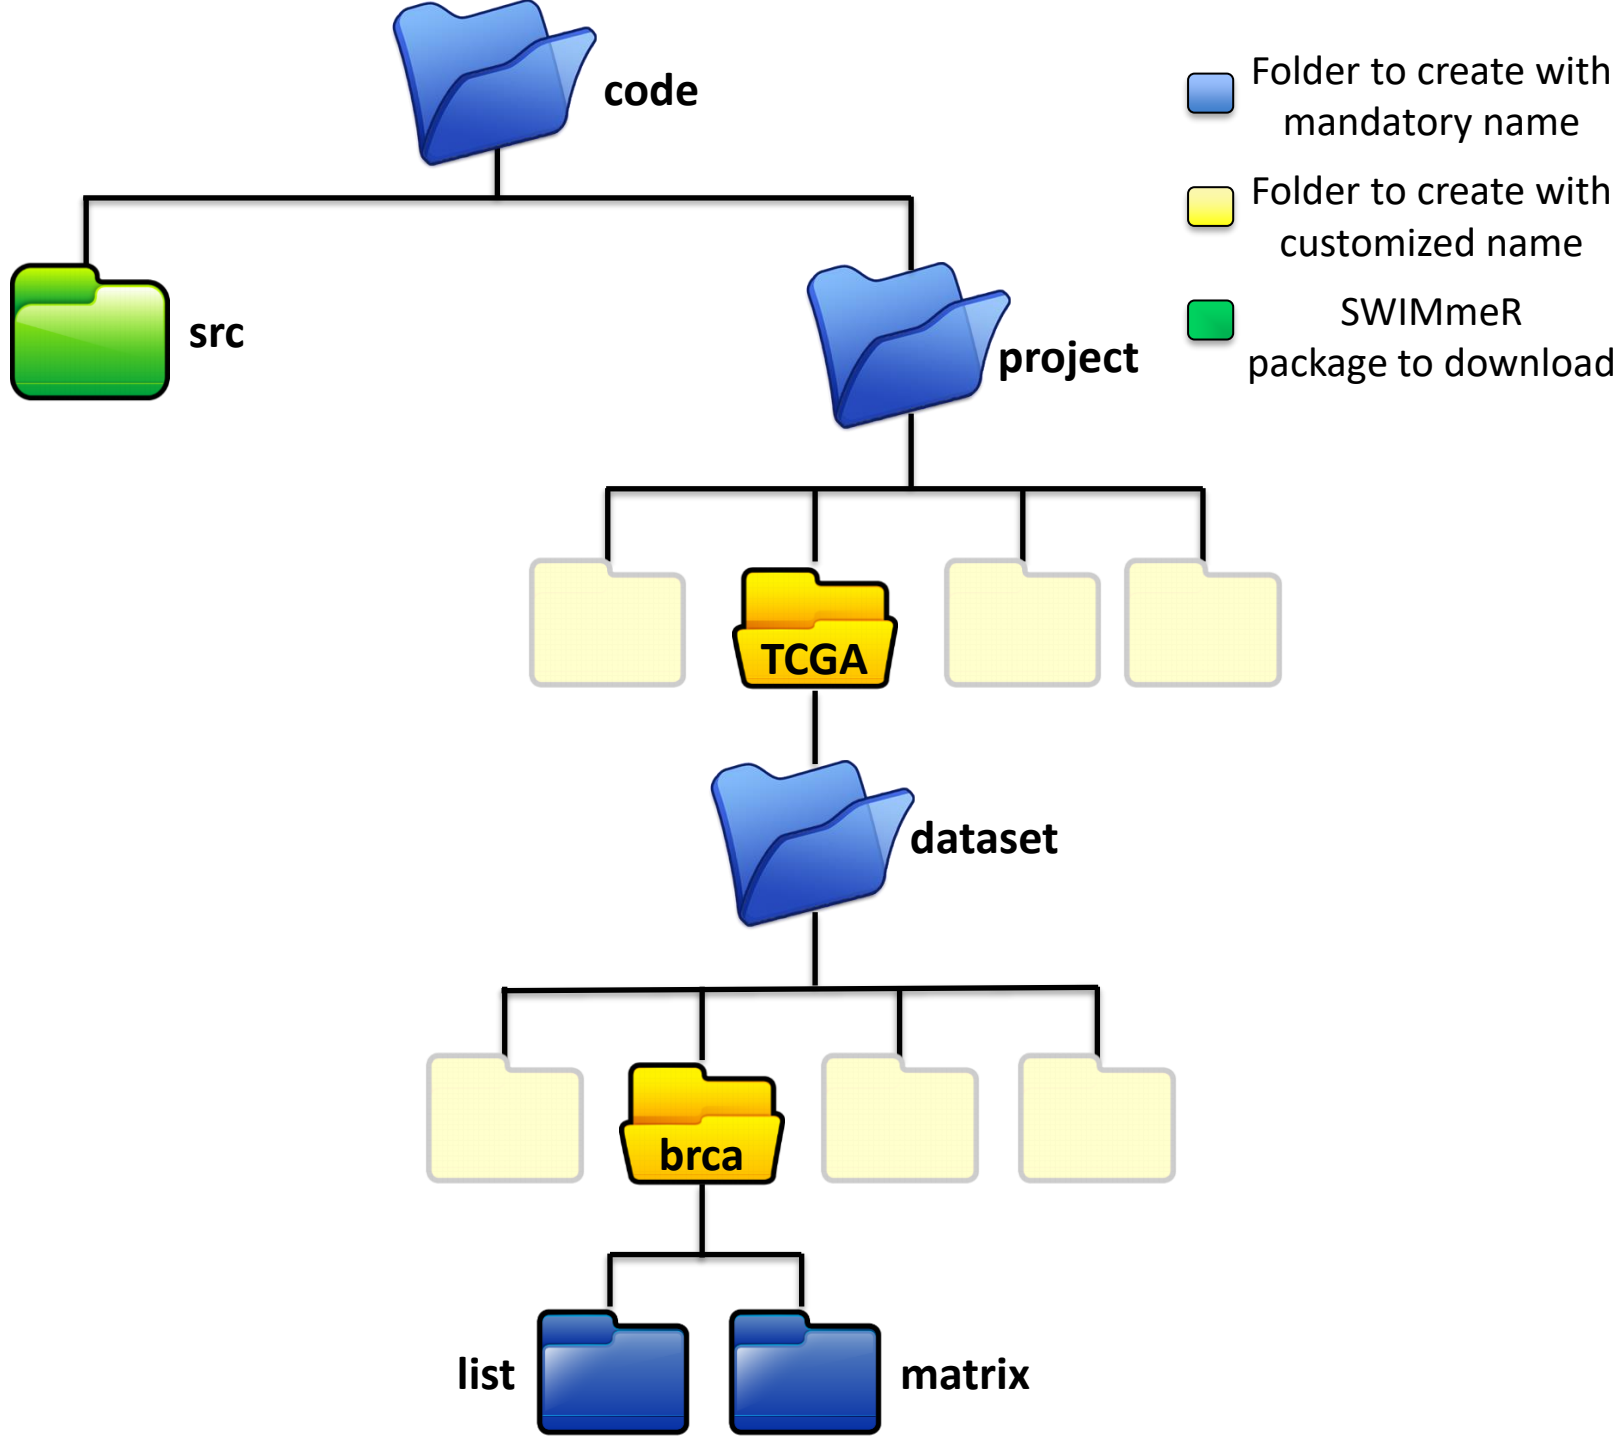 code
Folder to create with
mandatory name
Folder to create with
customized name
SWIMmeR
package to download
src
project
TCGA
dataset
brca
list
matrix